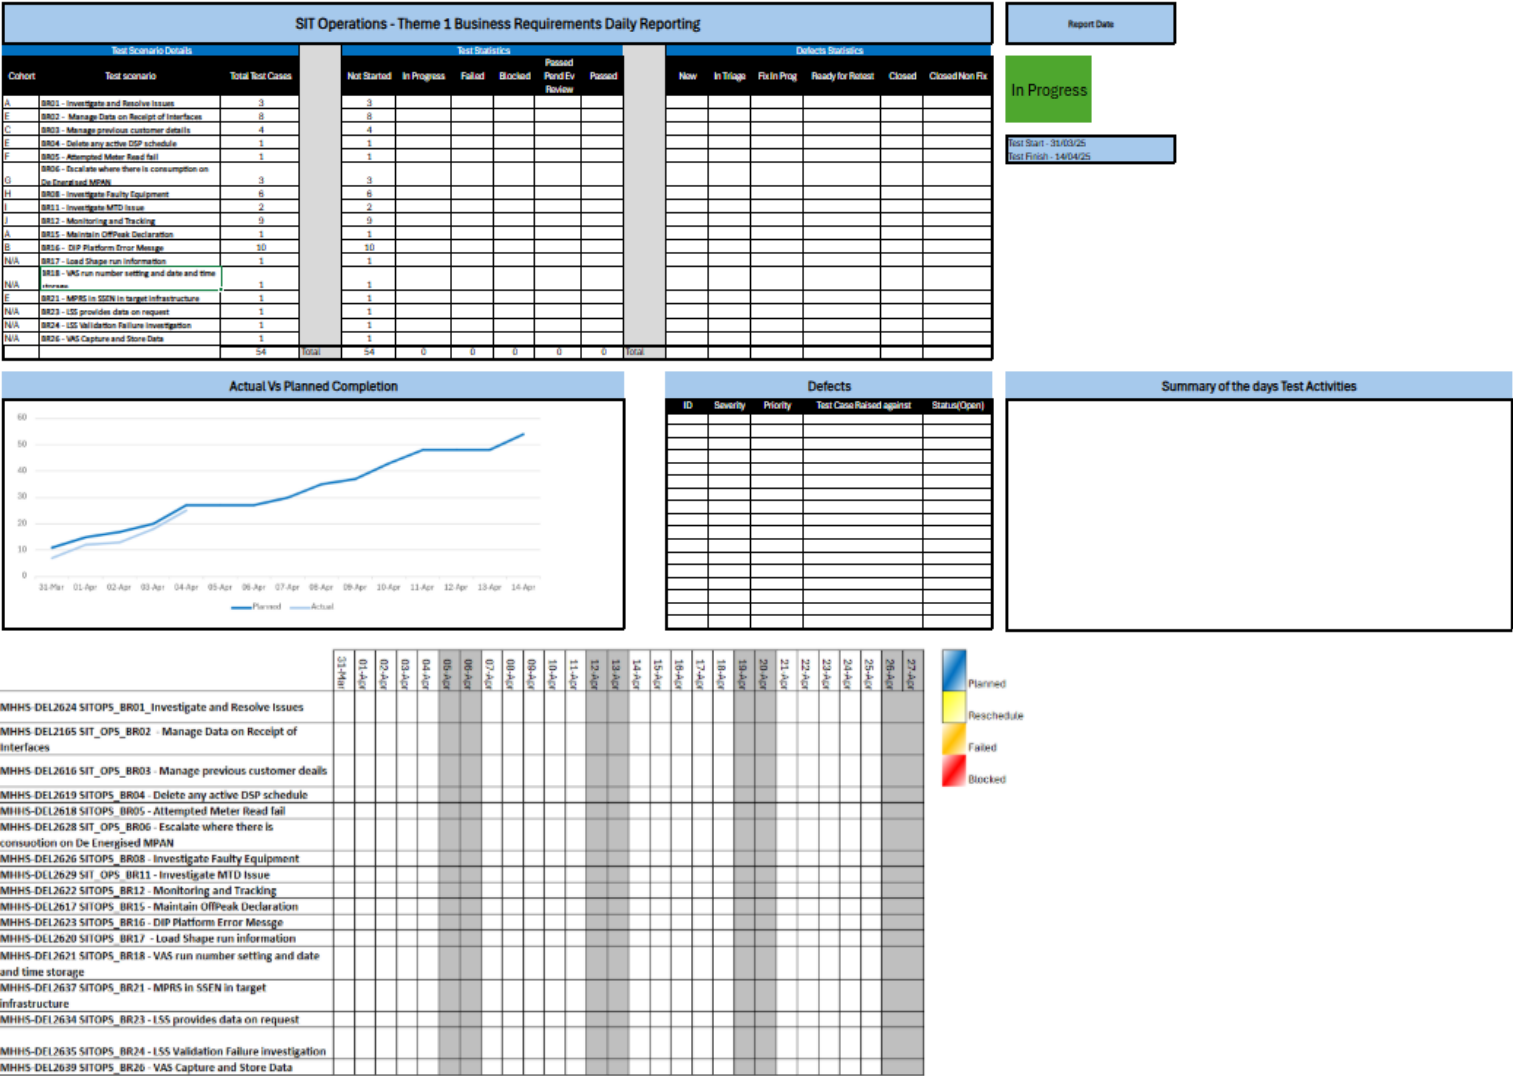 SIT Operations - Theme 1 Business Requirements Daily Reporting
Report Date
Test Scenario Details
Test Statistics
Defects Statistics
Cohort Test scenario Total Test Cases Not Started In Progress Failed Blocked Passed Pend Ev Review Passed New In Triage Fix In Prog Ready for Retest Closed Closed Non Fix
In Progress
Test Start - 31/03/25
Test Finish - 14/04/25
A BR01 - Investigate and Resolve Issues 3 3
E BR02 - Manage Data on Receipt of Interfaces 8 8
C BR03 - Manage previous customer details 4 4
E BR04 - Delete any active DSP schedule 1 1
F BR05 - Attempted Meter Read fail 1 1
G BR06 - Escalate where there is consumption on De Energised MPAN 3 3
H BR08 - Investigate Faulty Equipment 6 6
I BR11 - Investigate MTD Issue 2 2
J BR12 - Monitoring and Tracking 9 9
A BR15 - Maintain OffPeak Declaration 1 1
B BR16 - DIP Platform Error Messge 10 10
N/A BR17 - Load Shape run information 1 1
N/A BR18 - VAS run number setting and date and time storage 1 1
E BR21 - MPRS in SSEN in target infrastructure 1 1
N/A BR23 - LSS provides data on request 1 1
N/A BR24 - LSS Validation Failure investigation 1 1
N/A BR26 - VAS Capture and Store Data 1 1
54 Total 54 0 0 0 0 0 Total
Actual Vs Planned Completion
60
50
40
30
20
10
0
31-Mar 01-Apr 02-Apr 03-Apr 04-Apr 05-Apr 06-Apr 07-Apr 08-Apr 09-Apr 10-Apr 11-Apr 12-Apr 13-Apr 14-Apr
Planned Actual
Defects
ID Severity Priority Test Case Raised against Status(Open)
Summary of the days Test Activities
31-Mar 01-Apr 02-Apr 03-Apr 04-Apr 05-Apr 06-Apr 07-Apr 08-Apr 09-Apr 10-Apr 11-Apr 12-Apr 13-Apr 14-Apr 15-Apr 16-Apr 17-Apr 18-Apr 19-Apr 20-Apr 21-Apr 22-Apr 23-Apr 24-Apr 25-Apr 26-Apr 27-Apr
Planned
Reschedule
Failed
Blocked
MHHS-DEL2624 SITOPS_BR01_Investigate and Resolve Issues
MHHS-DEL2165 SIT_OPS_BR02 - Manage Data on Receipt of
Interfaces
MHHS-DEL2616 SIT_OPS_BR03 - Manage previous customer deails
MHHS-DEL2619 SITOPS_BR04 - Delete any active DSP schedule
MHHS-DEL2618 SITOPS_BR05 - Attempted Meter Read fail
MHHS-DEL2628 SIT_OPS_BR06 - Escalate where there is
consuotion on De Energised MPAN
MHHS-DEL2626 SITOPS_BR08 - Investigate Faulty Equipment
MHHS-DEL2629 SIT_OPS_BR11 - Investigate MTD Issue
MHHS-DEL2622 SITOPS_BR12 - Monitoring and Tracking
MHHS-DEL2617 SITOPS_BR15 - Maintain OffPeak Declaration
MHHS-DEL2623 SITOPS_BR16 - DIP Platform Error Messge
MHHS-DEL2620 SITOPS_BR17 - Load Shape run information
MHHS-DEL2621 SITOPS_BR18 - VAS run number setting and date
and time storage
MHHS-DEL2637 SITOPS_BR21 - MPRS in SSEN in target
infrastructure
MHHS-DEL2634 SITOPS_BR23 - LSS provides data on request
MHHS-DEL2635 SITOPS_BR24 - LSS Validation Failure investigation
MHHS-DEL2639 SITOPS_BR26 - VAS Capture and Store Data